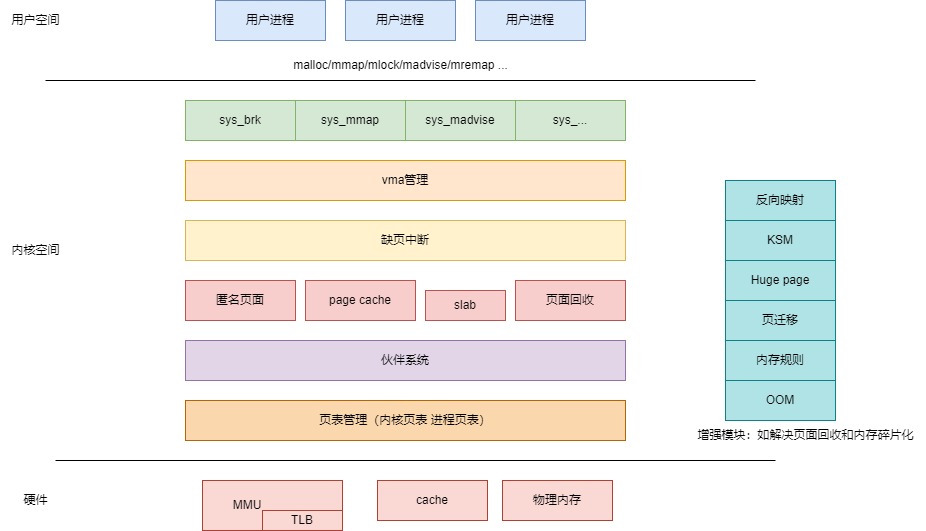 用户空间
用户进程
用户进程
用户进程
malloc/mmap/mlock/madvise/mremap ...
sys_brk
sys_mmap
sys_madvise
sys_...
vma管理
内核空间
缺页中断
匿名页面
page cache
slab
页面回收
伙伴系统
页表管理（内核页表 进程页表）
反向映射
KSM
Huge page
页迁移
内存规则
OOM
增强模块：如解决页面回收和内存碎片化
硬件
MMU
TLB
cache
物理内存